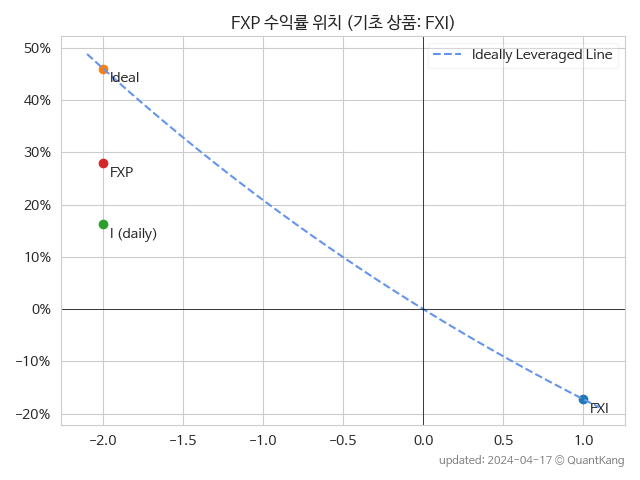 FXP 수익률 위치 (기초 상품: FXI)
50%
40%
30%
20%
10%
0%
−10%
−20%
Ideally Leveraged Line
Ideal
FXP
I (daily)
FXI
−2.0 −1.5 −1.0 −0.5 0.0 0.5 1.0
updated: 2024-04-17 © QuantKang